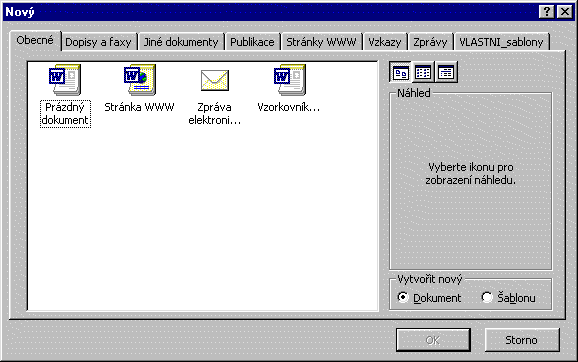 Nový
Obecné Dopisy a faxy Jiné dokumenty Publikace Stránky WWW Vzkazy Zprávy VLASTNI_sablony
Prázdný
dokument
Stránka WWW
Zpráva
elektroni...
Vzorkovník...
Náhled
Vyberte ikonu pro
zobrazení náhledu.
Vytvořit nový
Dokument Šablonu
OK Storno